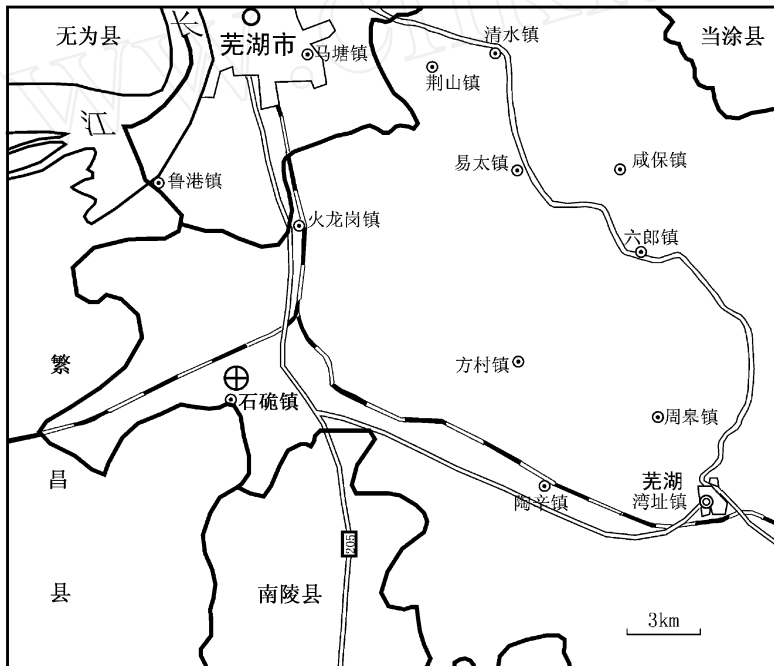 无为县
长
江
芜湖市
马塘镇
清水镇
当涂县
荆山镇
鲁港镇
易太镇
咸保镇
火龙岗镇
六郎镇
繁
昌
县
方村镇
石硊镇
周皋镇
芜湖
湾址镇
陶辛镇
205
南陵县
3km